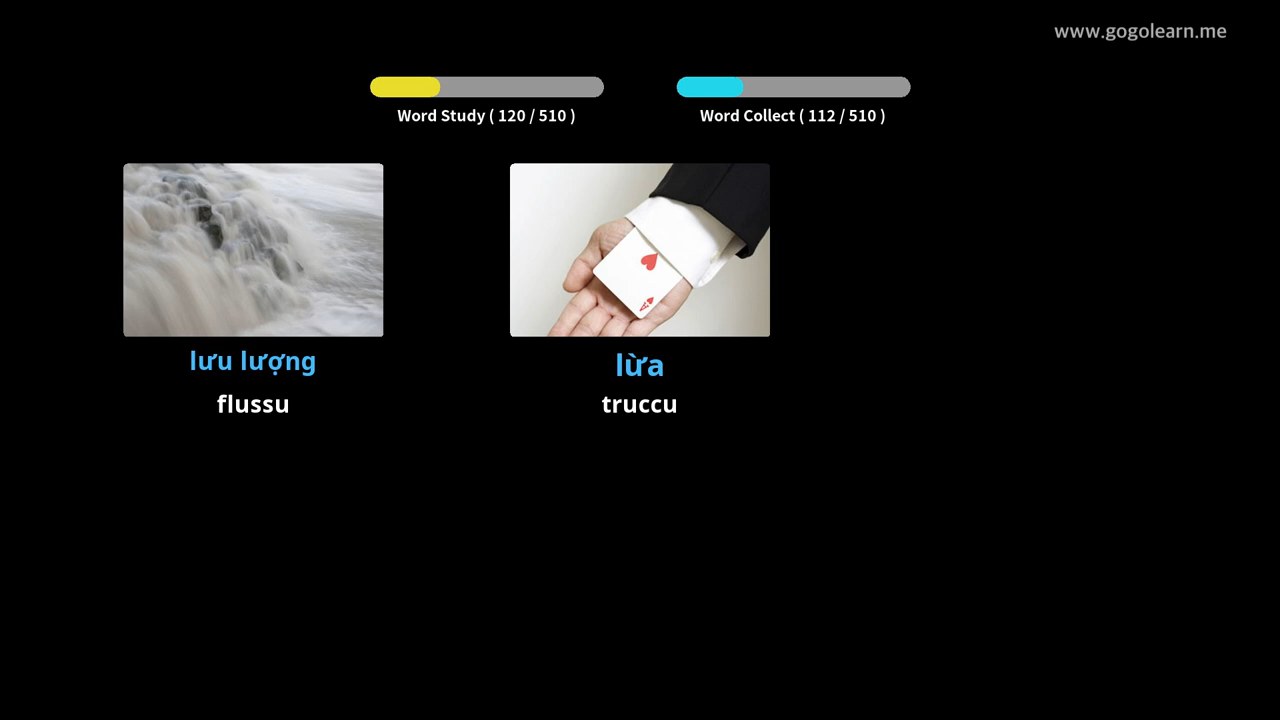 www.gogolearn.me
Word Study ( 120 / 510 )
Word Collect ( 112 / 510 )
lưu lượng
flussu
lừa
truccu